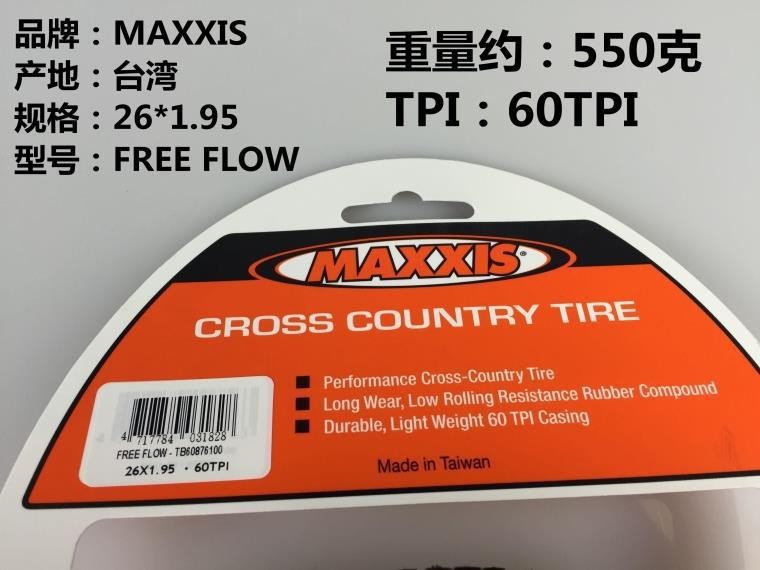 品牌：MAXXIS
产地：台湾
规格：26*1.95
型号：FREE FLOW
重量约：550克
TPI：60TPI
MAXXIS®
CROSS COUNTRY TIRE
Performance Cross-Country Tire
Long Wear, Low Rolling Resistance Rubber Compound
Durable, Light Weight 60 TPI Casing
Made in Taiwan
4 717784 031828
FREE FLOW - TB60876100
26X1.95 · 60TPI